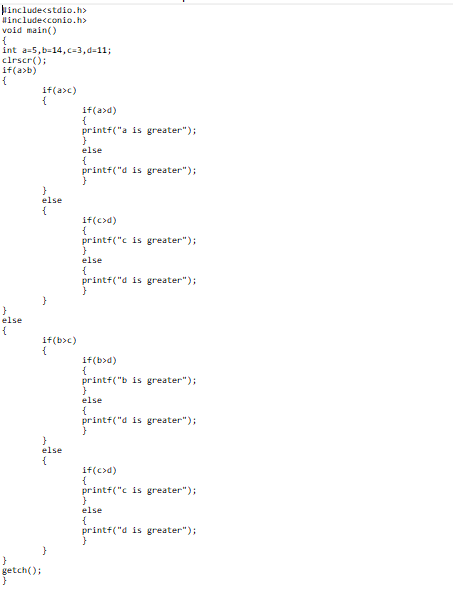 #include<stdio.h>
#include<conio.h>
void main()
{
int a=5,b=14,c=3,d=11;
clrscr();
if(a>b)
{
if(a>c)
{
if(a>d)
{
printf("a is greater");
}
else
{
printf("d is greater");
}
}
else
{
if(c>d)
{
printf("c is greater");
}
else
{
printf("d is greater");
}
}
}
else
{
if(b>c)
{
if(b>d)
{
printf("b is greater");
}
else
{
printf("d is greater");
}
}
else
{
if(c>d)
{
printf("c is greater");
}
else
{
printf("d is greater");
}
}
}
getch();
}